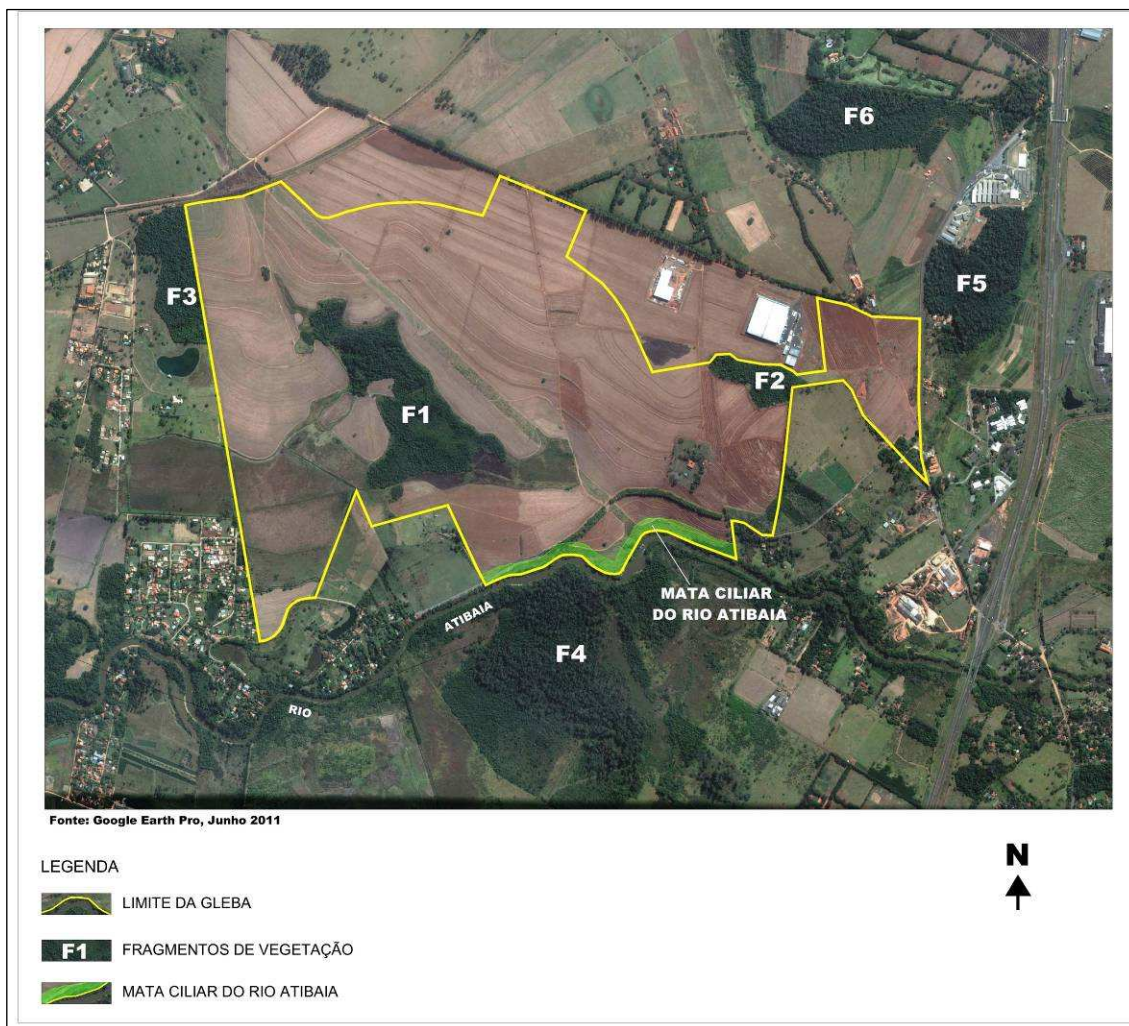 F6
F5
F3
F2
F1
MATA CILIAR
DO RIO ATIBAIA
ATIBAIA
F4
RIO
Fonte: Google Earth Pro, Junho 2011
LEGENDA
N
LIMITE DA GLEBA
F1 FRAGMENTOS DE VEGETAÇÃO
MATA CILIAR DO RIO ATIBAIA